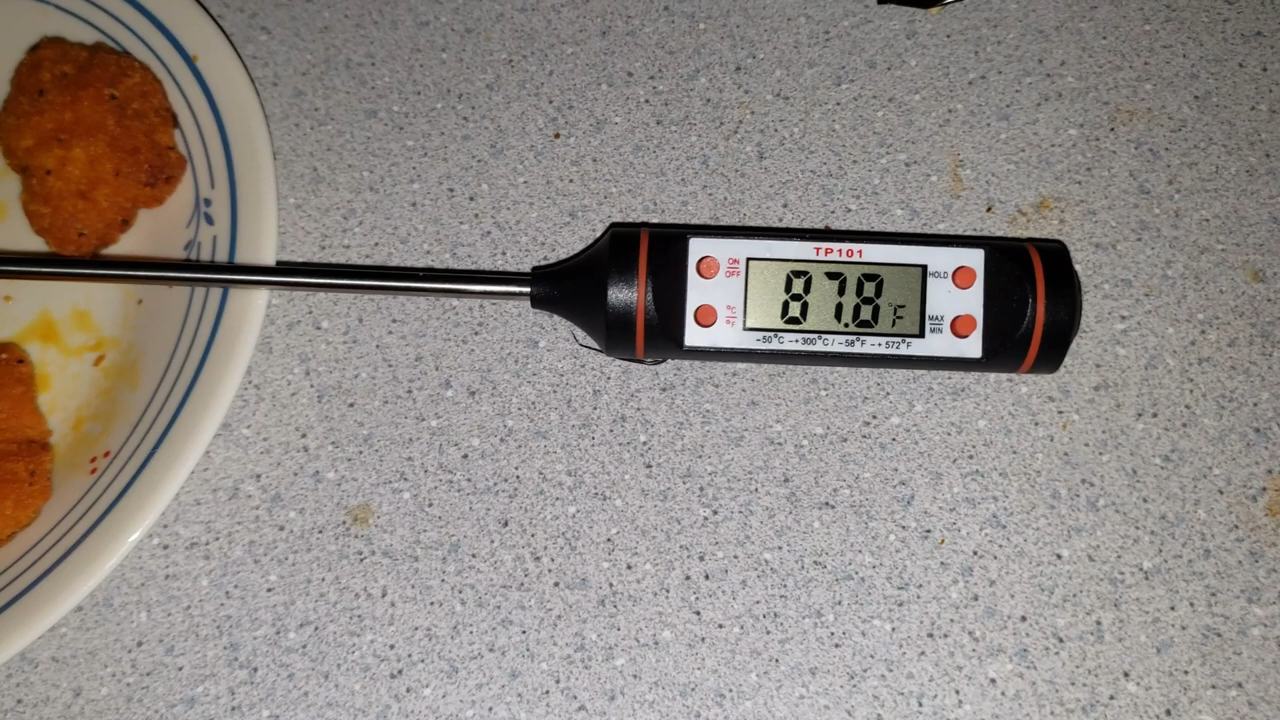 TP101
ON
OFF
°C
°F
87.8 °F
HOLD
MAX
MIN
-50°C -+300°C / -58°F -+ 572°F